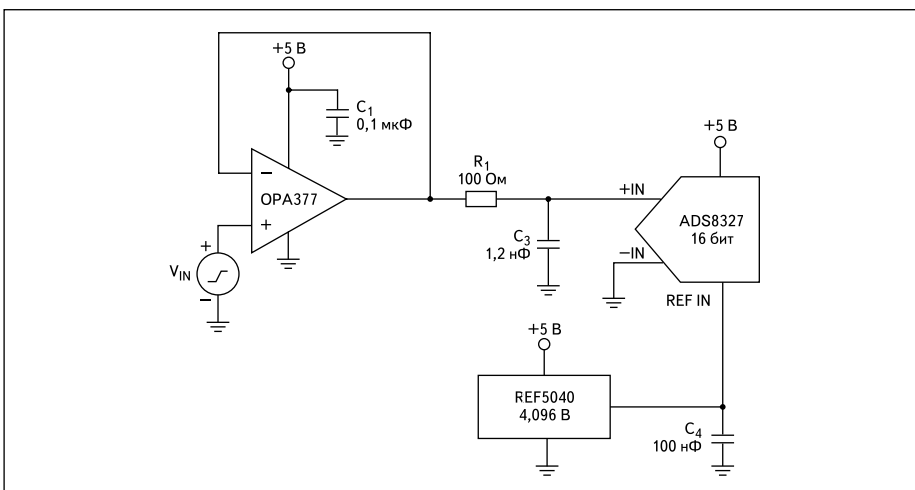 +5 В
C1
0,1 мкФ
+5 В
R1
100 Ом
−
OPA377
+IN
ADS8327
16 бит
+
C3
1,2 нФ
−IN
+
VIN
−
REF IN
+5 В
REF5040
4,096 В
C4
100 нФ